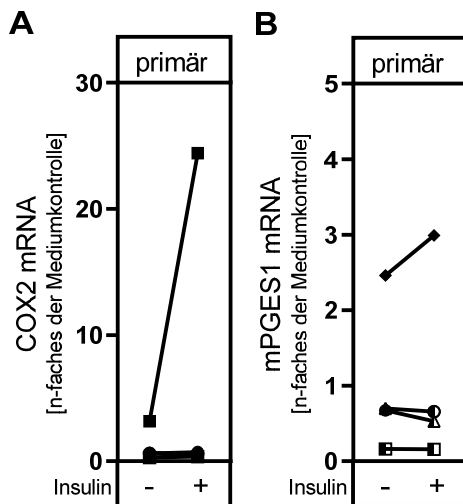 A
primär
COX2 mRNA
[n-faches der Mediumkontrolle]
30
20
10
0
Insulin - +
B
primär
mPGES1 mRNA
[n-faches der Mediumkontrolle]
5
4
3
2
1
0
Insulin - +